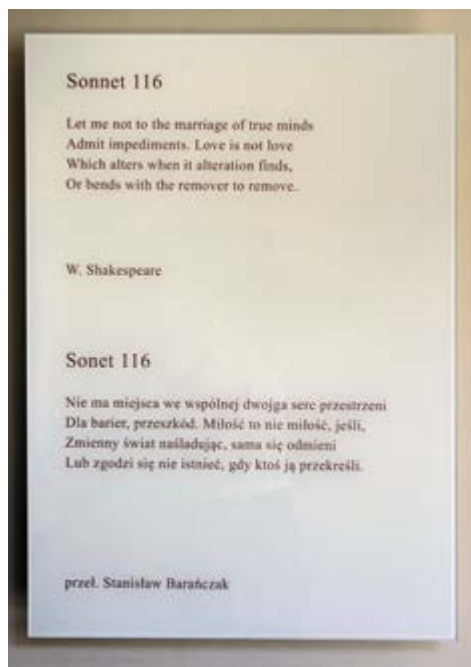 Sonnet 116
Let me not to the marriage of true minds
Admit impediments. Love is not love
Which alters when it alteration finds,
Or bends with the remover to remove.
W. Shakespeare
Sonet 116
Nie ma miejsca we wspólnej dwojga serc przestrzeni
Dla barier, przeszkód. Miłość to nie miłość, jeśli,
Zmienny świat naśladując, sama się odmieni
Lub zgodzi się nie istnieć, gdy ktoś ją przekreśli.
przeł. Stanisław Barańczak